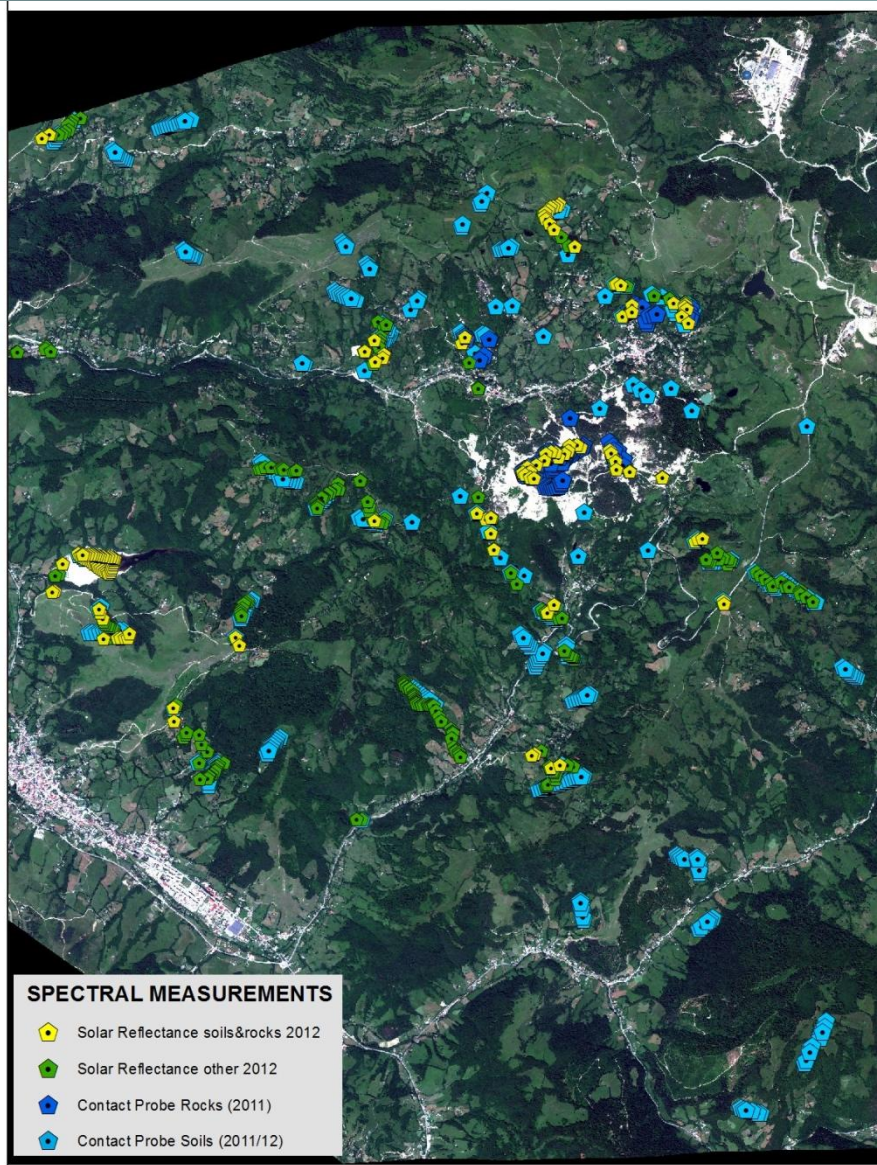 SPECTRAL MEASUREMENTS
Solar Reflectance soils&rocks 2012
Solar Reflectance other 2012
Contact Probe Rocks (2011)
Contact Probe Soils (2011/12)